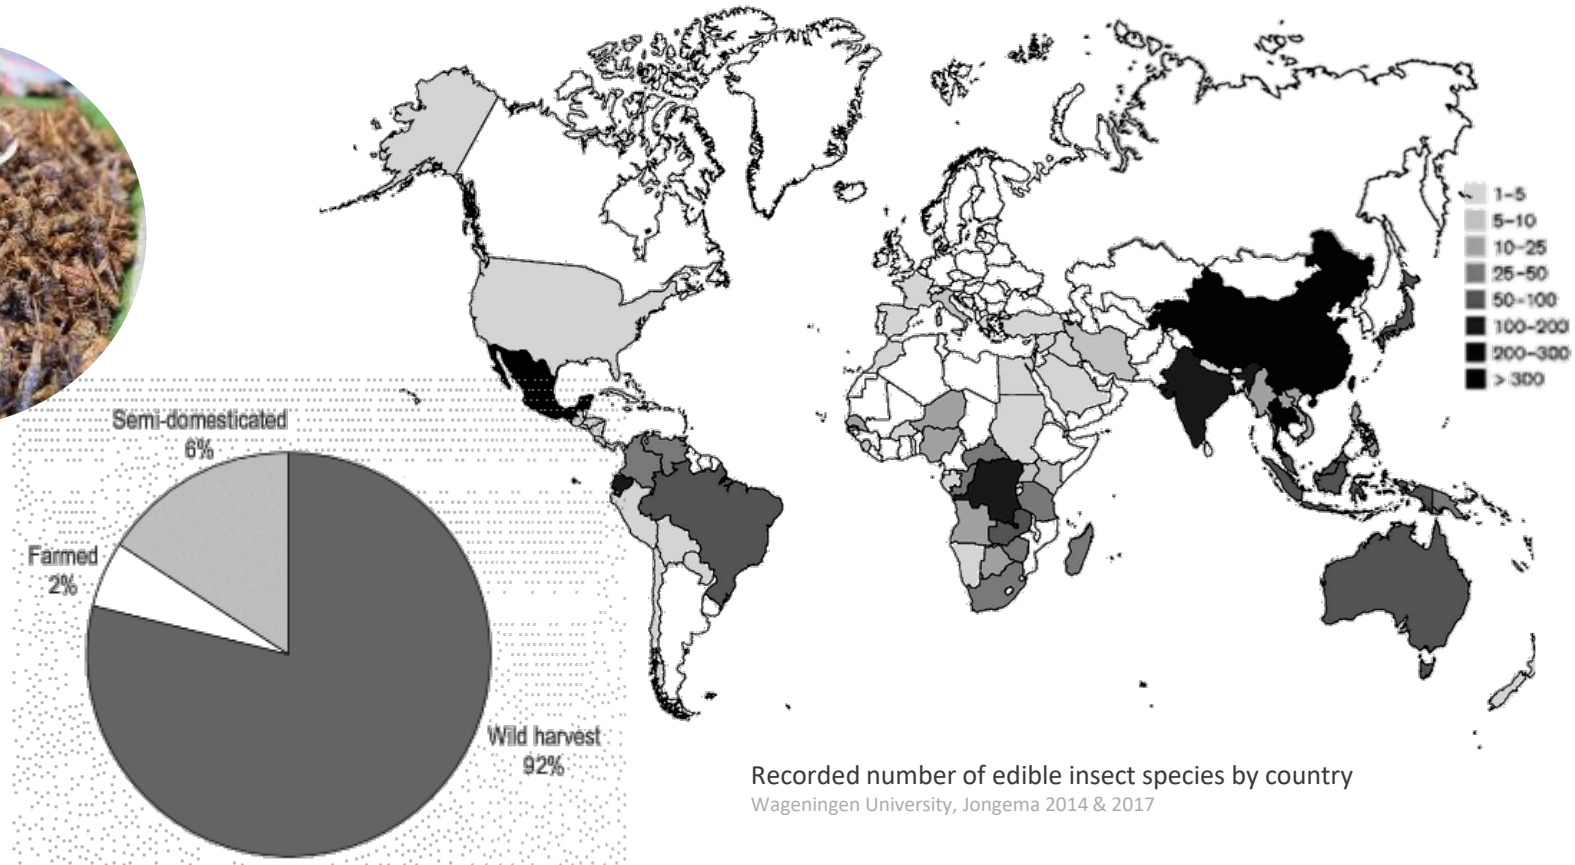 1-5
5-10
10-25
25-50
50-100
100-200
200-300
>300
Semi-domesticated
6%
Farmed
2%
Wild harvest
92%
Recorded number of edible insect species by country
Wageningen University, Jongema 2014 & 2017